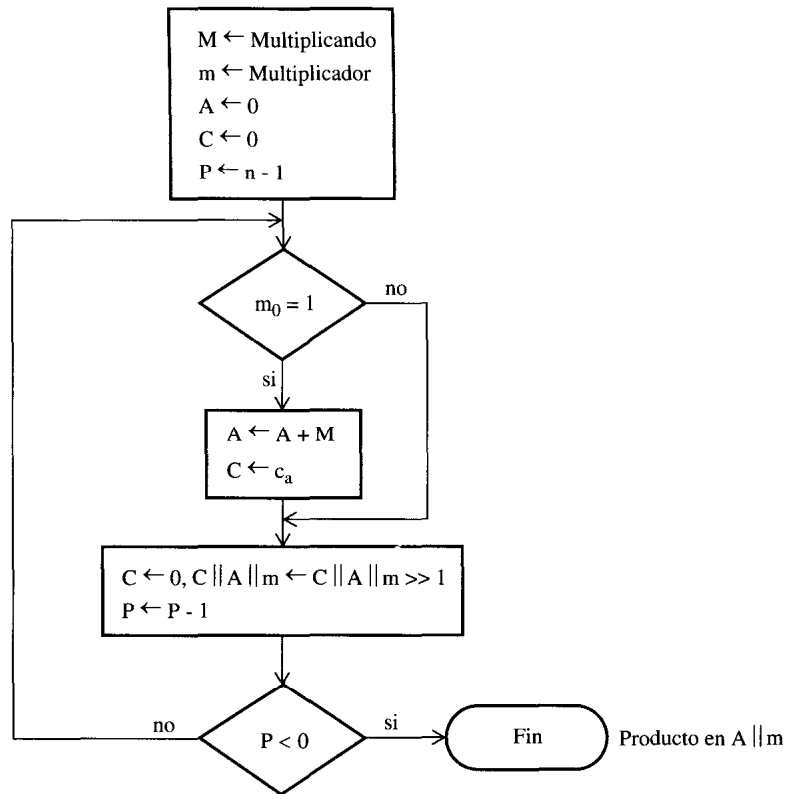 M ← Multiplicando
m ← Multiplicador
A ← 0
C ← 0
P ← n - 1
m₀ = 1
no
si
A ← A + M
C ← cₐ
C ← 0, C || A || m ← C || A || m >> 1
P ← P - 1
no
P < 0
si
Fin
Producto en A || m